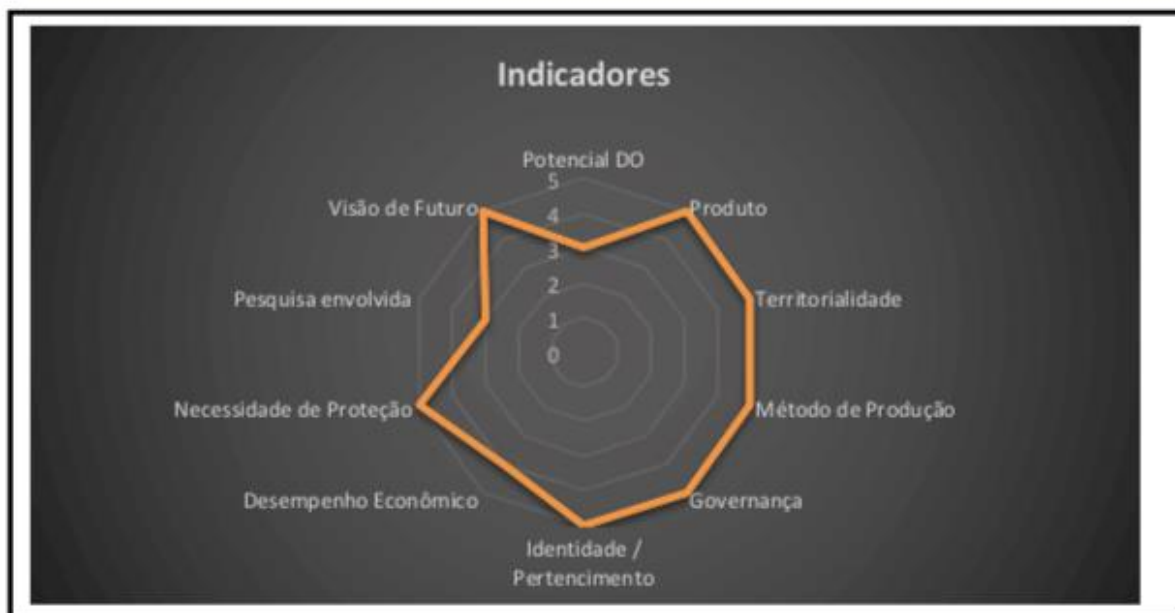 Indicadores
Potencial DO
5
Visão de Futuro
Produto
4
3
Pesquisa envolvida
Territorialidade
2
1
0
Necessidade de Proteção
Método de Produção
Desempenho Econômico
Governança
Identidade /
Pertencimento